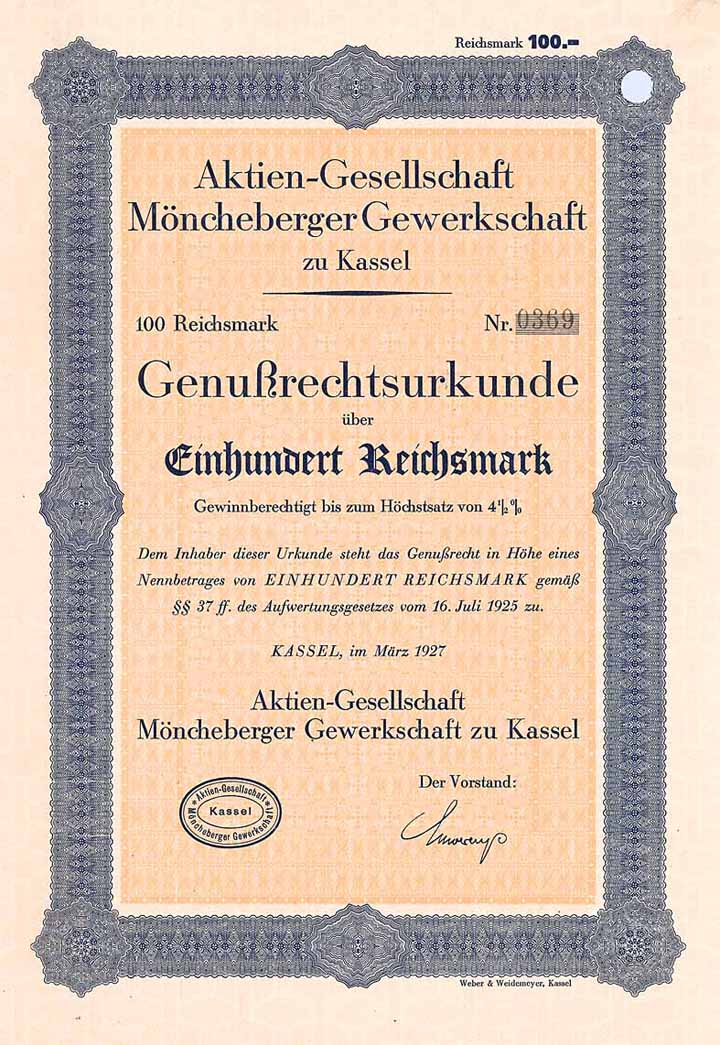 Reichsmark 100.-
Aktien-Gesellschaft
Möncheberger Gewerkschaft
zu Kassel
100 Reichsmark Nr. 0369
Genußrechtsurkunde
über
Einhundert Reichsmark
Gewinnberechtigt bis zum Höchstsatz von 4½%
Dem Inhaber dieser Urkunde steht das Genußrecht in Höhe eines
Nennbetrages von EINHUNDERT REICHSMARK gemäß
§§ 37 ff. des Aufwertungsgesetzes vom 16. Juli 1925 zu.
KASSEL, im März 1927
Aktien-Gesellschaft
Möncheberger Gewerkschaft zu Kassel
Der Vorstand:
Aktien-Gesellschaft
Kassel
Möncheberger Gewerkschaft
Weber & Weidemeyer, Kassel